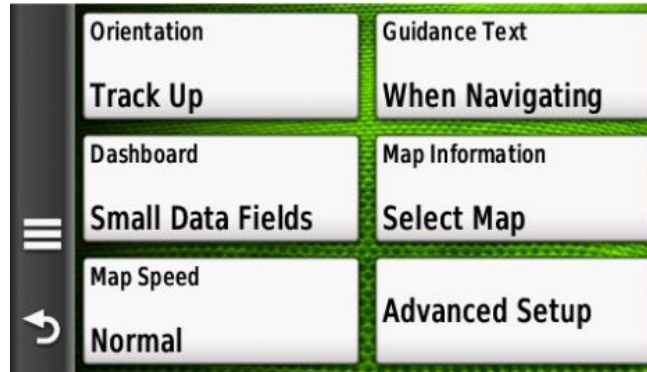 Orientation
Track Up
Guidance Text
When Navigating
Dashboard
Small Data Fields
Map Information
Select Map
Map Speed
Normal
Advanced Setup